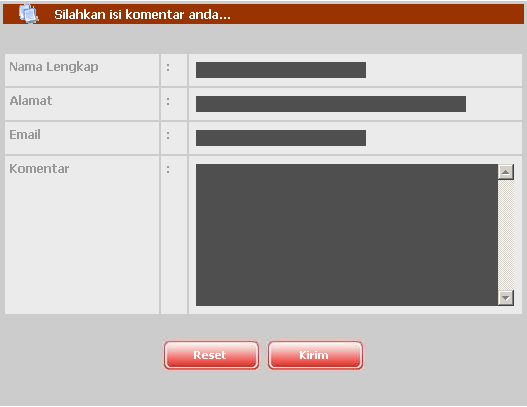 Silahkan isi komentar anda...
Nama Lengkap :
Alamat :
Email :
Komentar :
Reset Kirim